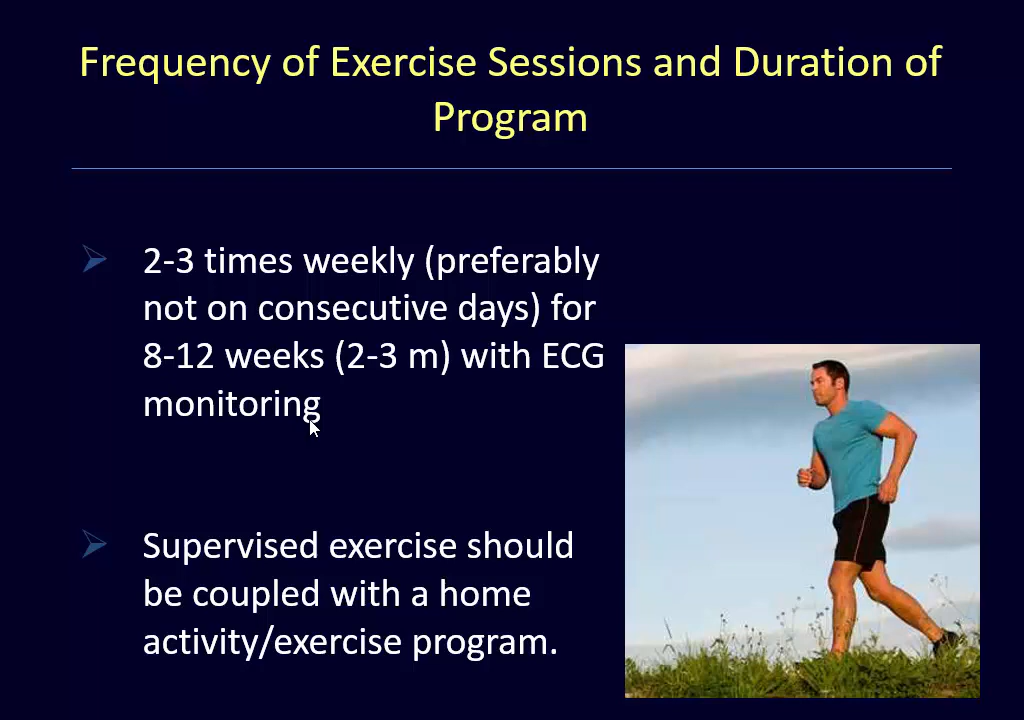 Frequency of Exercise Sessions and Duration of
Program
2-3 times weekly (preferably
not on consecutive days) for
8-12 weeks (2-3 m) with ECG
monitoring
Supervised exercise should
be coupled with a home
activity/exercise program.